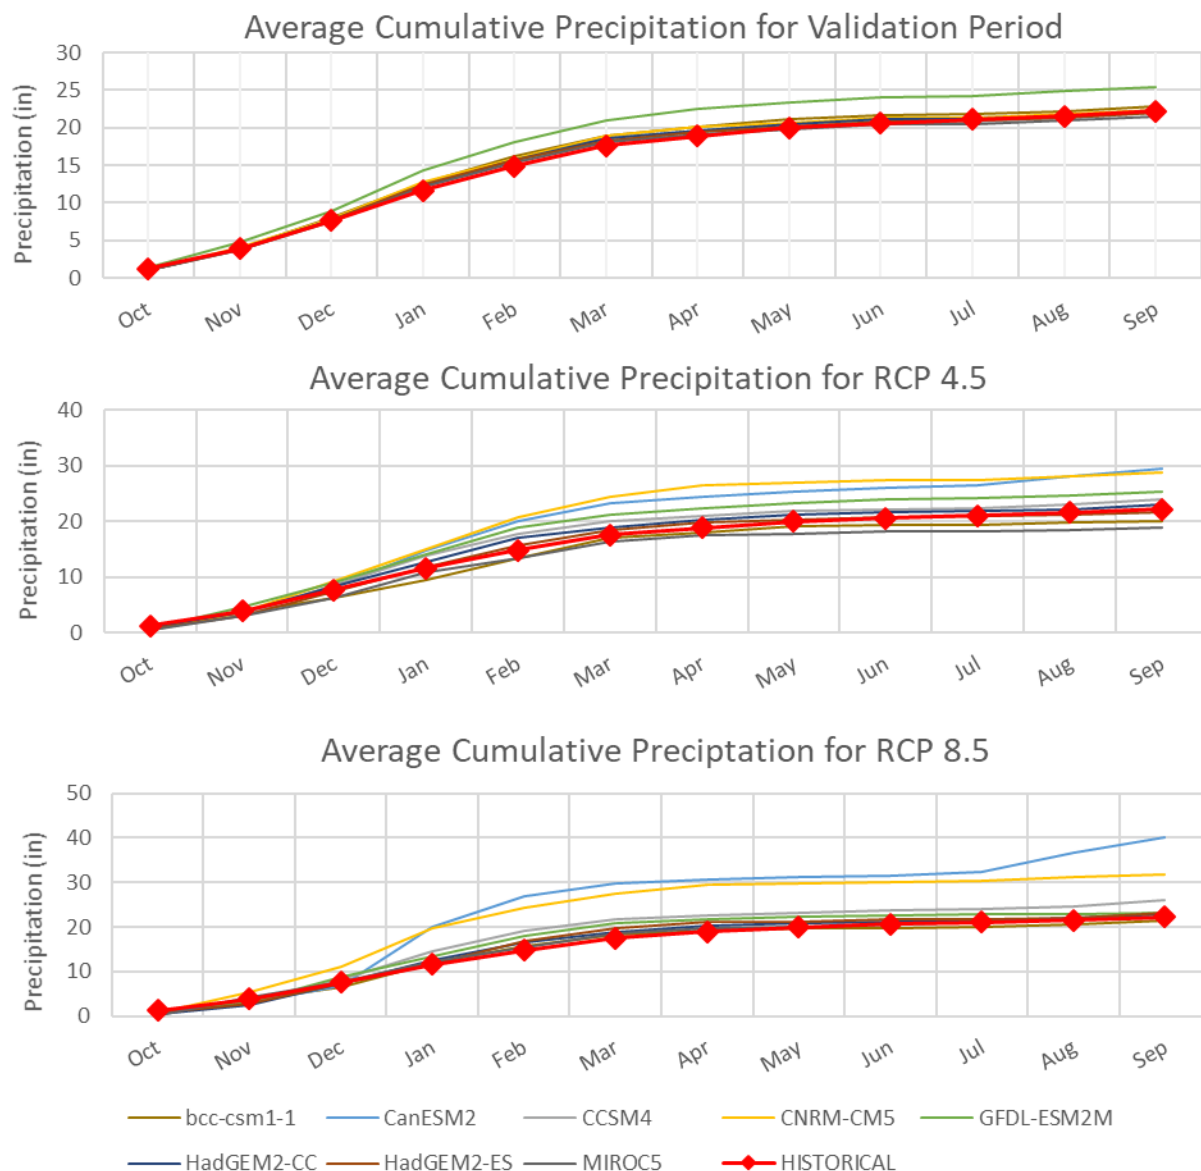 Average Cumulative Precipitation for Validation Period
Precipitation (in)
30
25
20
15
10
5
0
Oct Nov Dec Jan Feb Mar Apr May Jun Jul Aug Sep
Average Cumulative Precipitation for RCP 4.5
Precipitation (in)
40
30
20
10
0
Oct Nov Dec Jan Feb Mar Apr May Jun Jul Aug Sep
Average Cumulative Preciptation for RCP 8.5
Precipitation (in)
50
40
30
20
10
0
Oct Nov Dec Jan Feb Mar Apr May Jun Jul Aug Sep
bcc-csm1-1 CanESM2 CCSM4 CNRM-CM5 GFDL-ESM2M
HadGEM2-CC HadGEM2-ES MIROC5 HISTORICAL